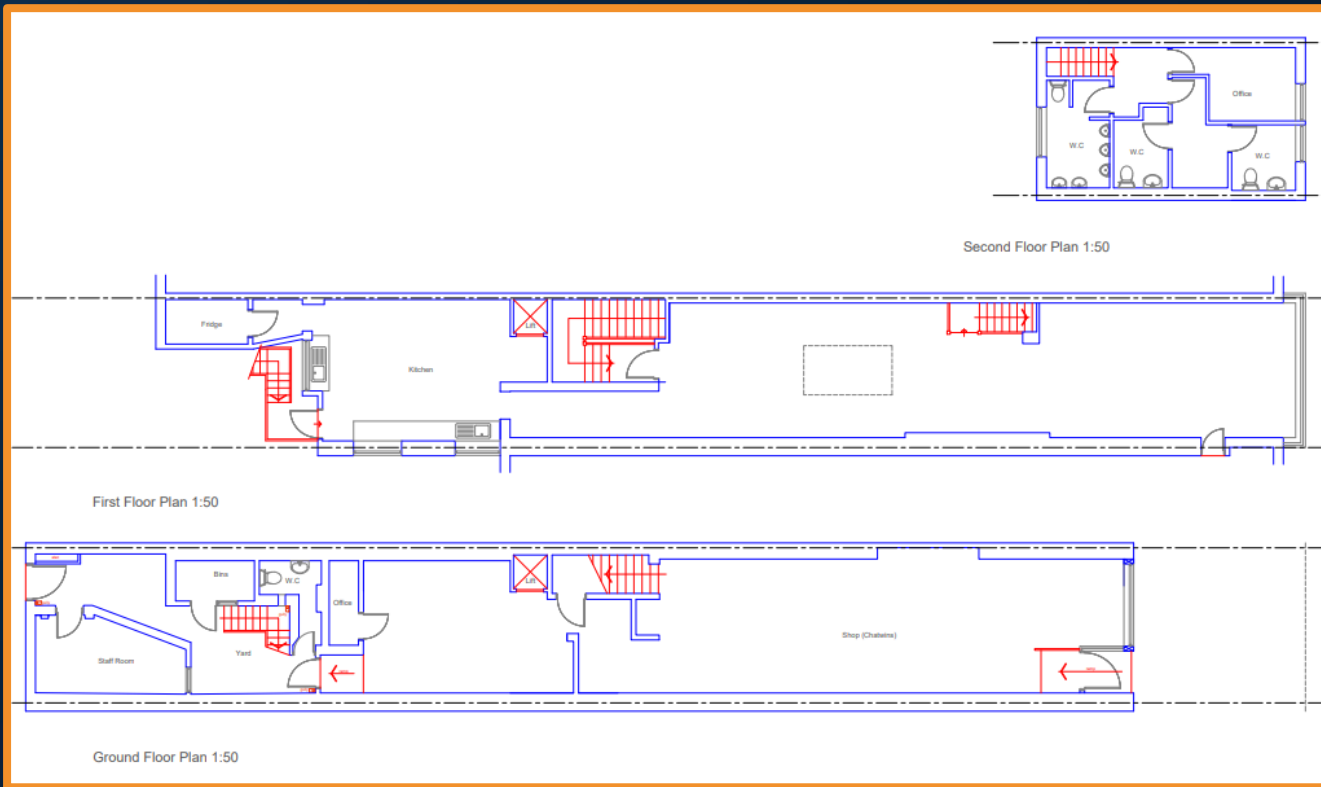 Office
W.C
W.C
W.C
Second Floor Plan 1:50
Fridge
Lift
Kitchen
First Floor Plan 1:50
Bins
W.C
Lift
Office
Shop (Chatwins)
Staff Room
Yard
Ground Floor Plan 1:50